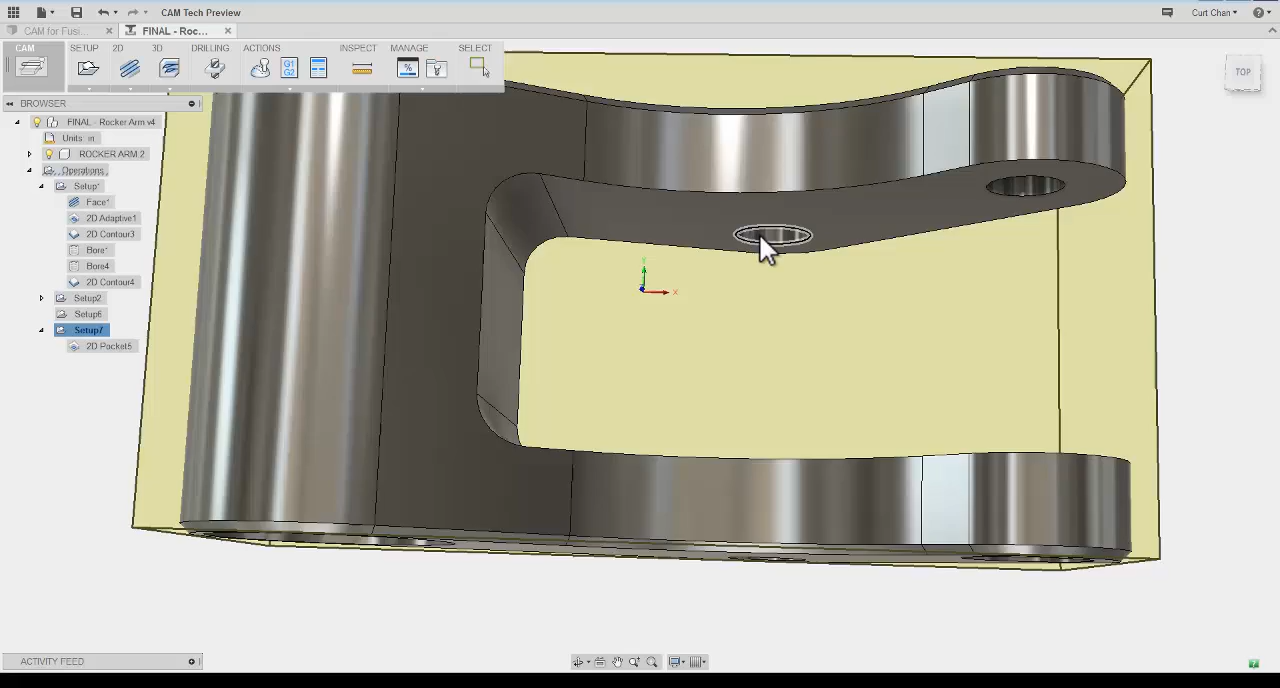 CAM Tech Preview
Curt Chan
CAM for Fusi...
FINAL - Roc...
CAM
SETUP
2D
3D
DRILLING
ACTIONS
INSPECT
MANAGE
SELECT
G1
G2
%
BROWSER
FINAL - Rocker Arm v4
Units: in
ROCKER ARM 2
Operations
Setup1
Face1
2D Adaptive1
2D Contour3
Bore1
Bore4
2D Contour4
Setup2
Setup6
Setup7
2D Pocket5
TOP
Y
X
ACTIVITY FEED